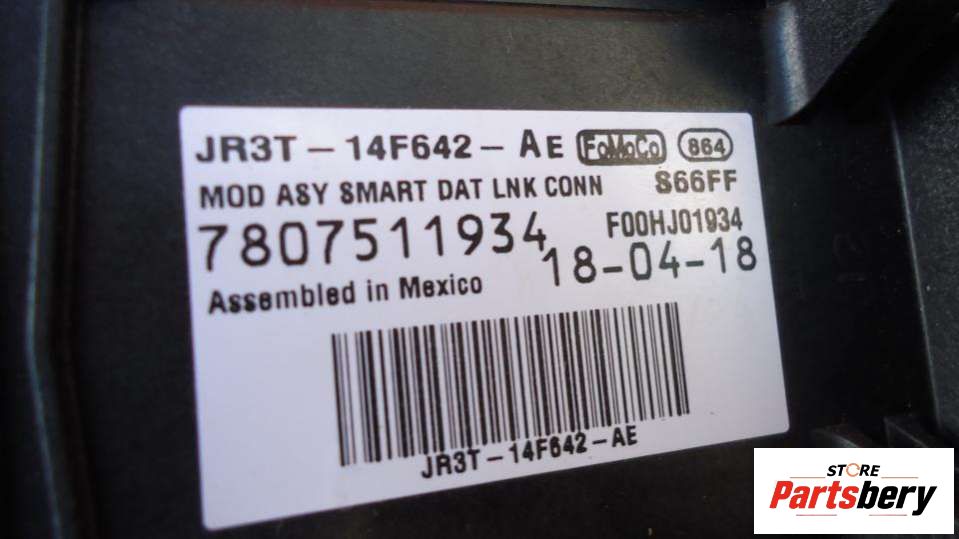 JR3T-14F642-AE FoMoCo 864
MOD ASY SMART DAT LNK CONN S66FF
7807511934 F00HJ01934
18-04-18
Assembled in Mexico
JR3T-14F642-AE
STORE
Partsbery